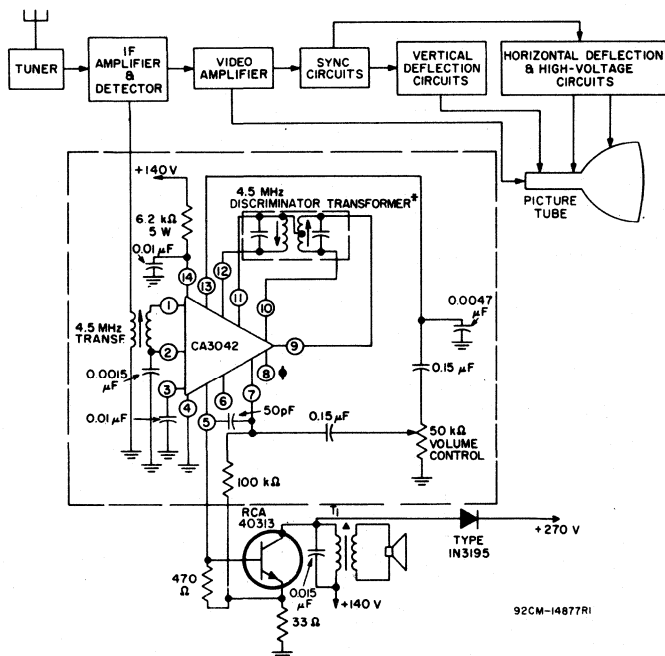 TUNER
IF
AMPLIFIER
&
DETECTOR
VIDEO
AMPLIFIER
SYNC
CIRCUITS
VERTICAL
DEFLECTION
CIRCUITS
HORIZONTAL DEFLECTION
& HIGH-VOLTAGE
CIRCUITS
PICTURE
TUBE
+140 V
6.2 kΩ
5 W
0.01 μF
4.5 MHz
DISCRIMINATOR TRANSFORMER*
14
13
12
11
10
1
4.5 MHz
TRANSF.
2
CA3042
9
8 ϕ
0.0015
μF
3
4
6
7
0.01 μF
5
50pF
0.0047
μF
0.15 μF
0.15 μF
50 kΩ
VOLUME
CONTROL
100 kΩ
RCA
40313
T1
TYPE
IN3195
+270 V
470
Ω
0.015
μF
+140 V
33 Ω
92CM-14877RI